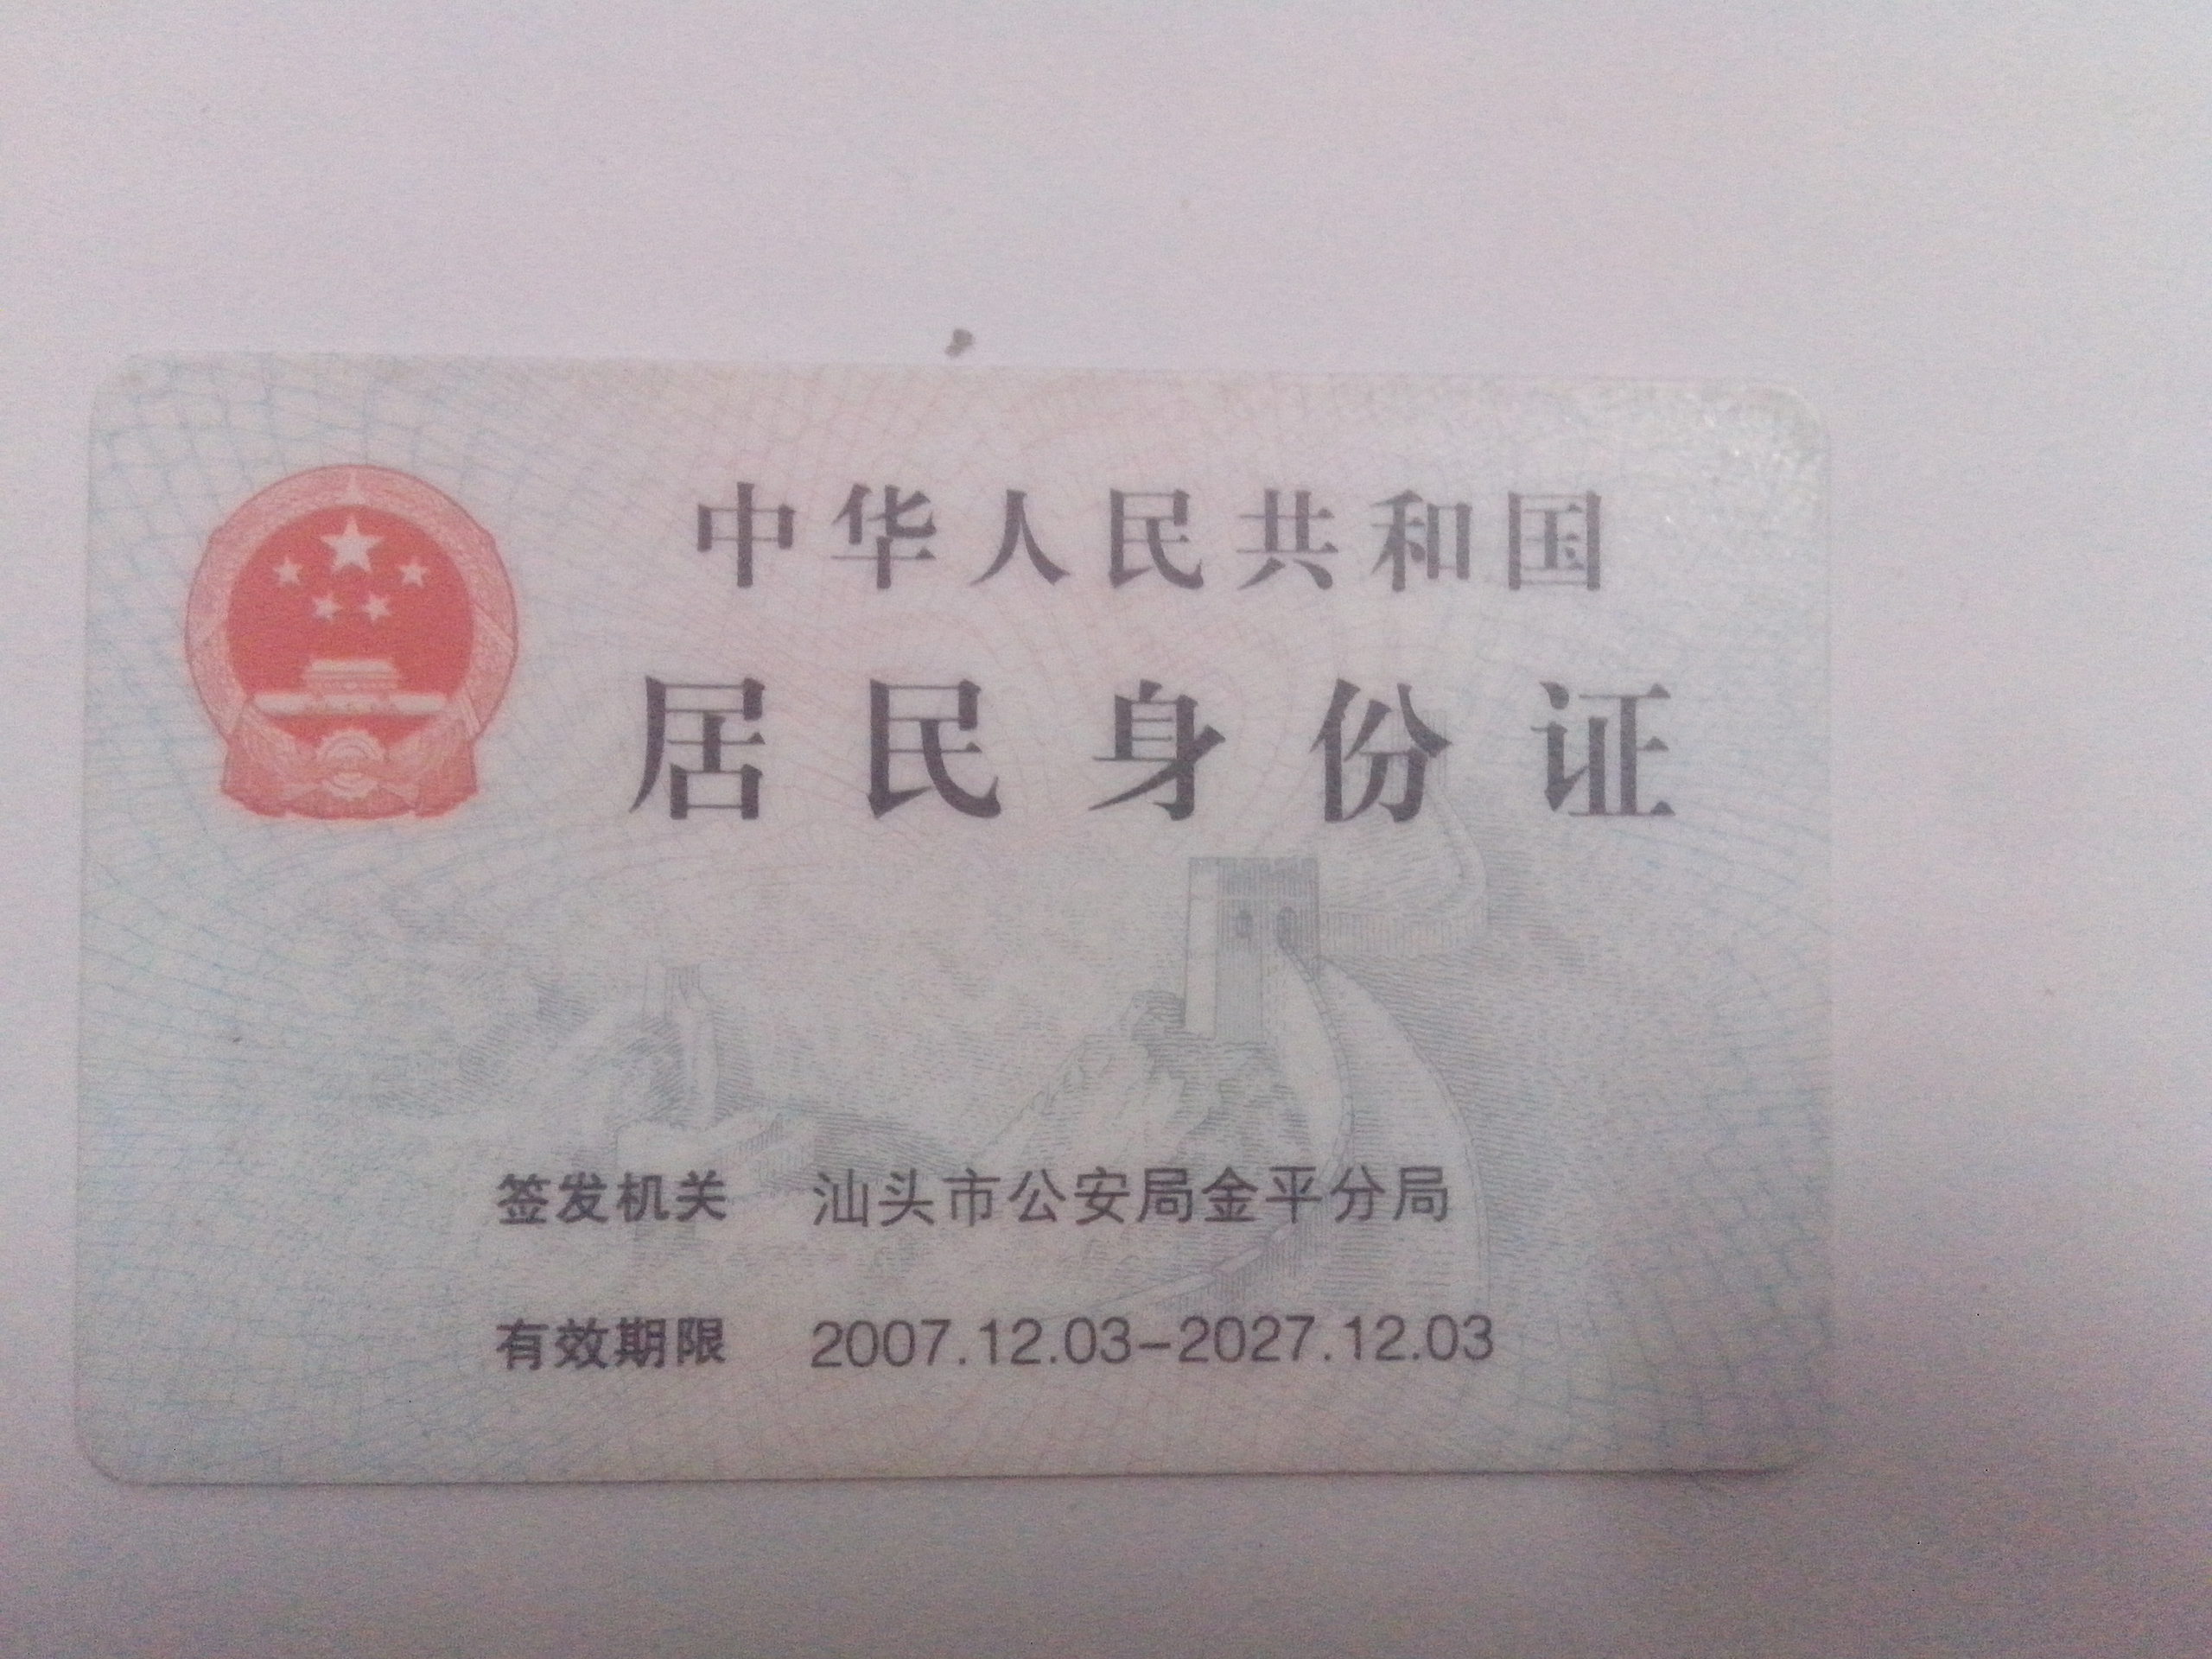 中华人民共和国
居民身份证
签发机关 汕头市公安局金平分局
有效期限 2007.12.03-2027.12.03